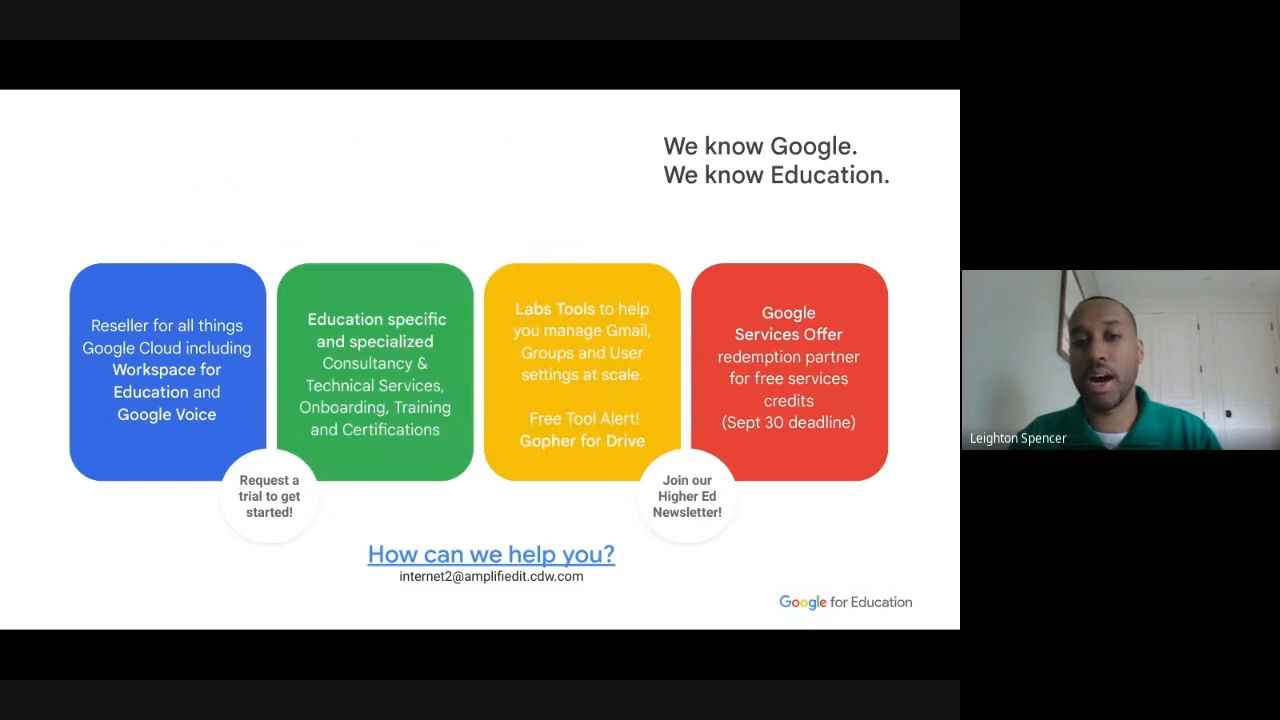 We know Google.
We know Education.
Reseller for all things
Google Cloud including
Workspace for
Education and
Google Voice
Education specific
and specialized
Consultancy &
Technical Services,
Onboarding, Training
and Certifications
Labs Tools to help
you manage Gmail,
Groups and User
settings at scale.
Free Tool Alert!
Gopher for Drive
Google
Services Offer
redemption partner
for free services
credits
(Sept 30 deadline)
Request a
trial to get
started!
Join our
Higher Ed
Newsletter!
How can we help you?
internet2@amplifiedit.cdw.com
Google for Education
Leighton Spencer